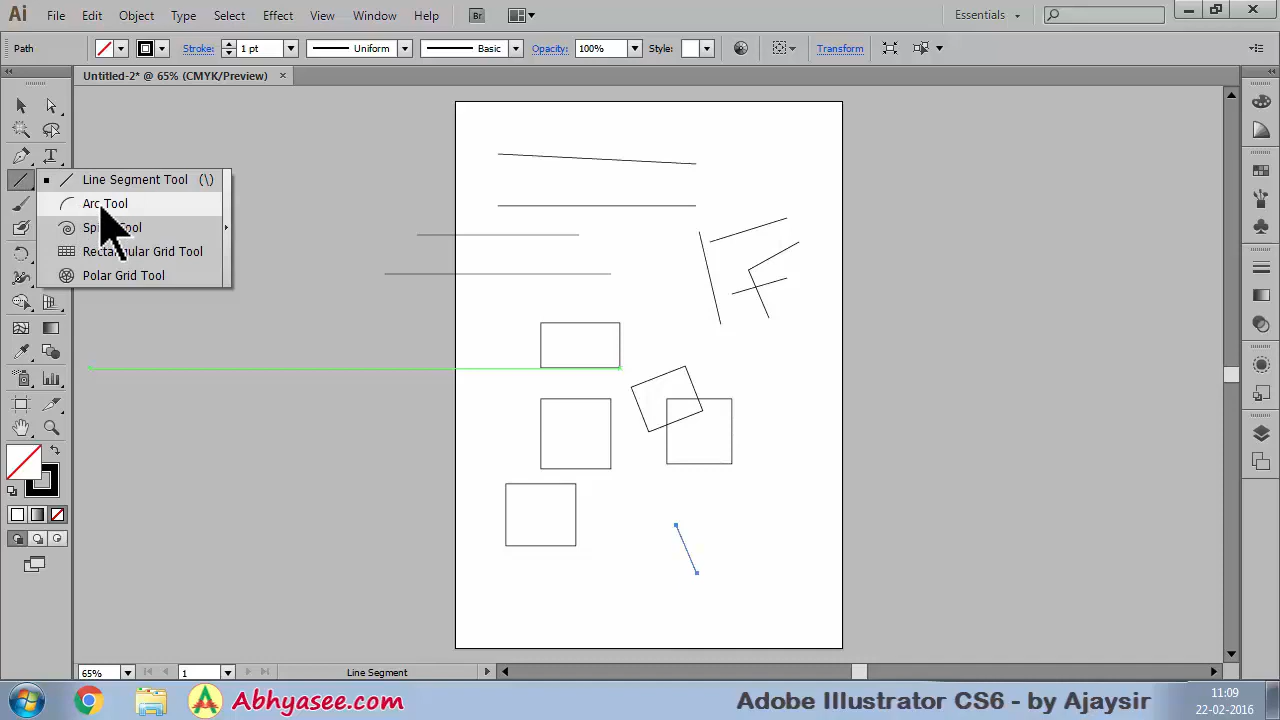 Ai File Edit Object Type Select Effect View Window Help Br Essentials
Path Stroke: 1 pt Uniform Basic Opacity: 100% Style: Transform
Untitled-2* @ 65% (CMYK/Preview)
Line Segment Tool (\)
Arc Tool
Tool
Rectangular Grid Tool
Polar Grid Tool
65% 1 Line Segment
Abhyasee.com Adobe Illustrator CS6 - by Ajaysir 11:09
22-02-2016